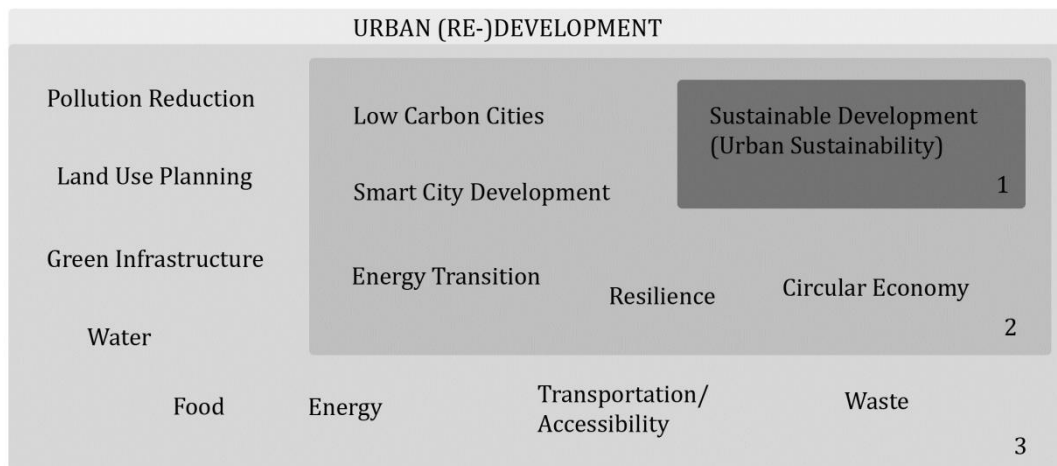 URBAN (RE-)DEVELOPMENT
Pollution Reduction
Land Use Planning
Green Infrastructure
Water
Food
Energy
Transportation/
Accessibility
Waste
3
Low Carbon Cities
Smart City Development
Energy Transition
Resilience
Circular Economy
2
Sustainable Development
(Urban Sustainability)
1